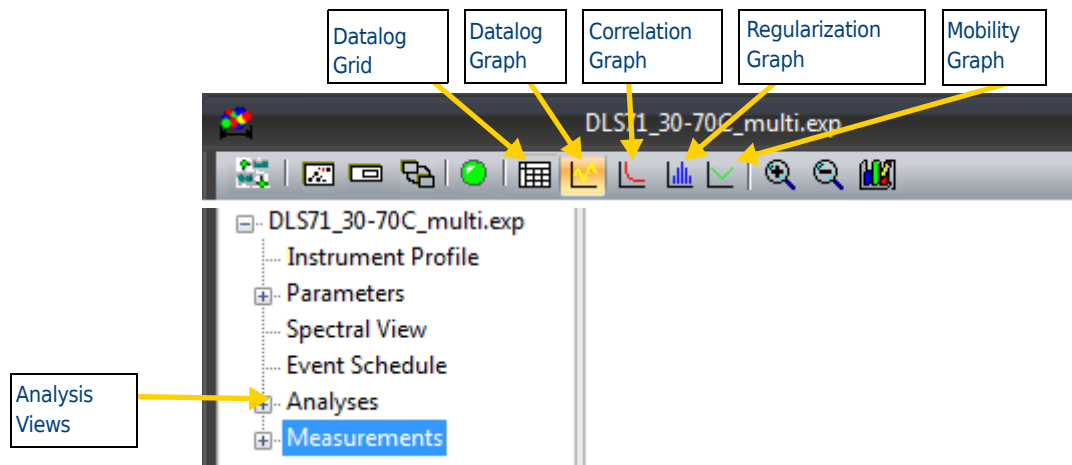 Datalog
Grid
Datalog
Graph
Correlation
Graph
Regularization
Graph
Mobility
Graph
DLS71_30-70C_multi.exp
DLS71_30-70C_multi.exp
Instrument Profile
Parameters
Spectral View
Event Schedule
Analyses
Measurements
Analysis
Views